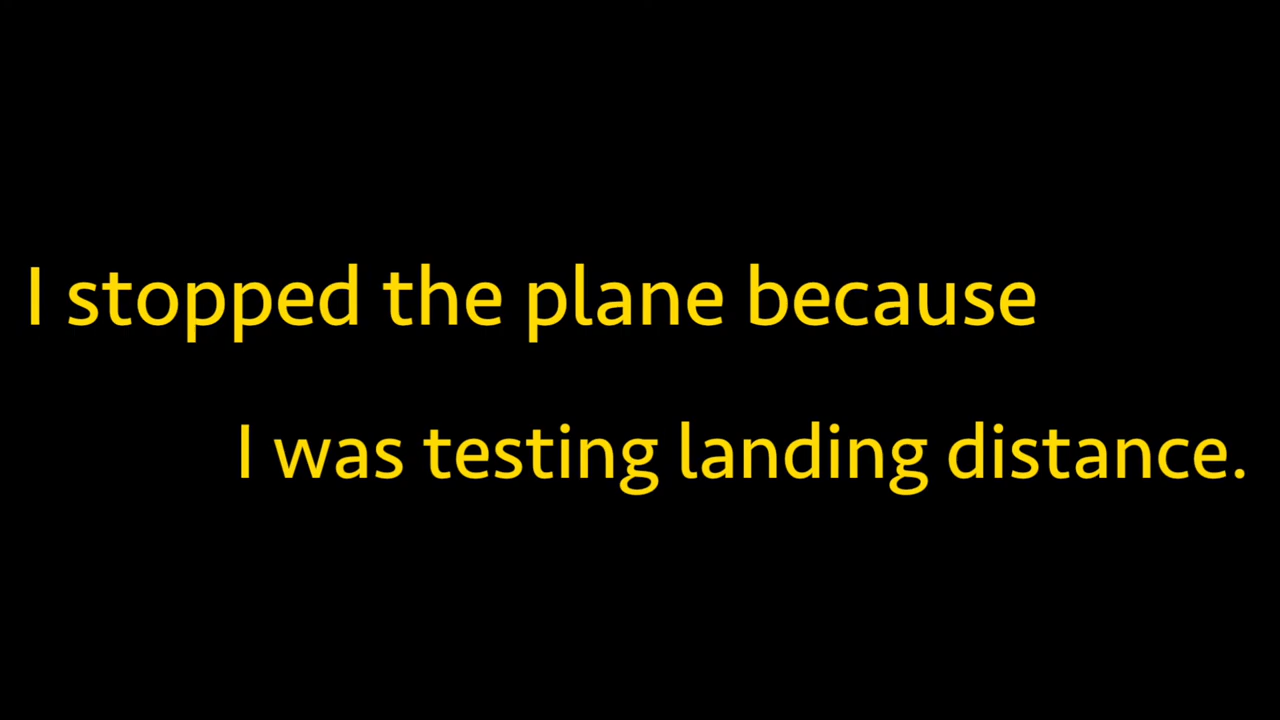 I stopped the plane because
I was testing landing distance.